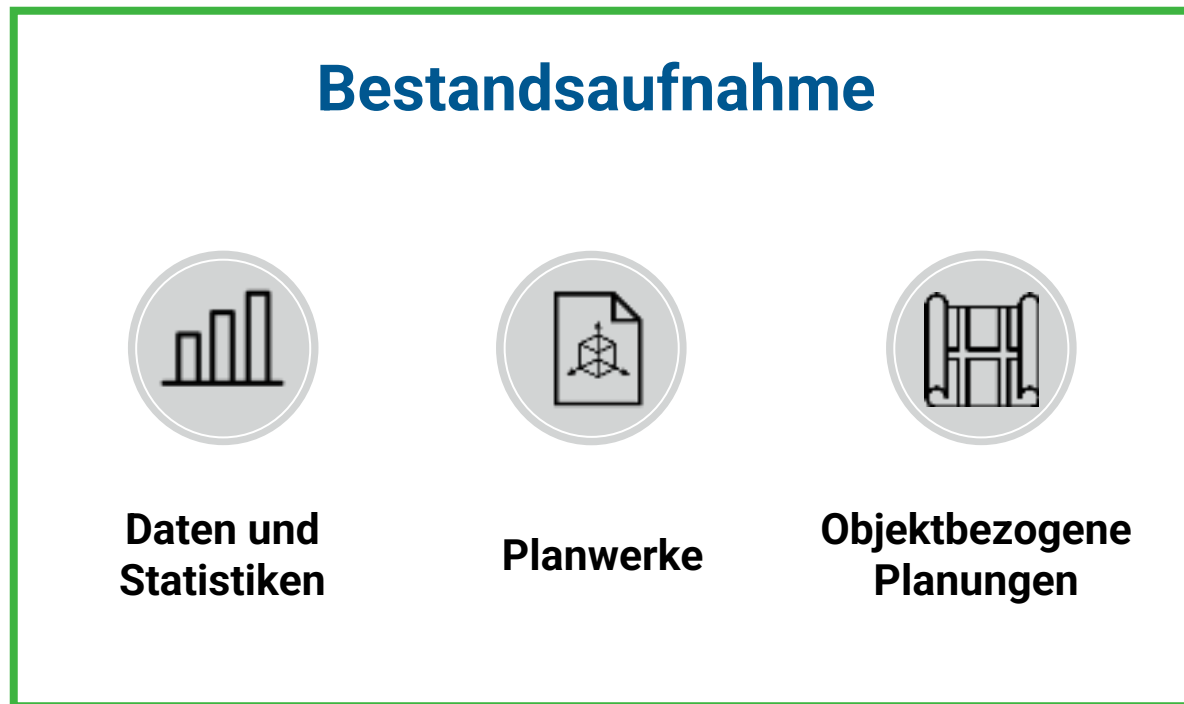 Bestandsaufnahme
Daten und
Statistiken
Planwerke
Objektbezogene
Planungen